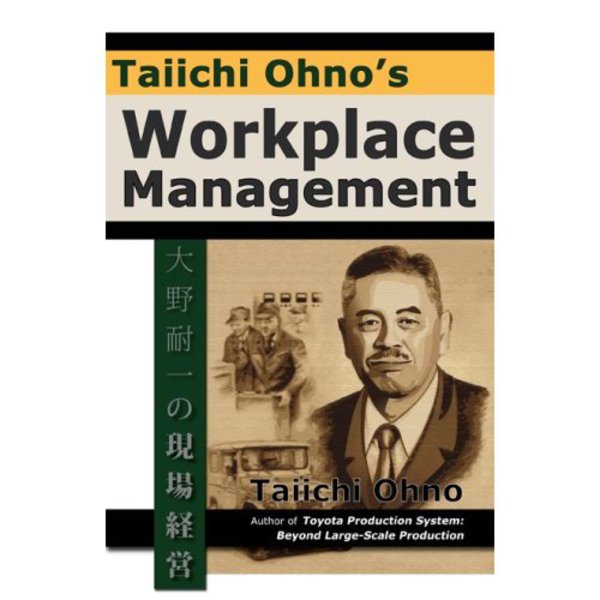 Taiichi Ohno's
Workplace
Management
大野耐一の現場経営
Taiichi Ohno
Author of Toyota Production System:
Beyond Large-Scale Production